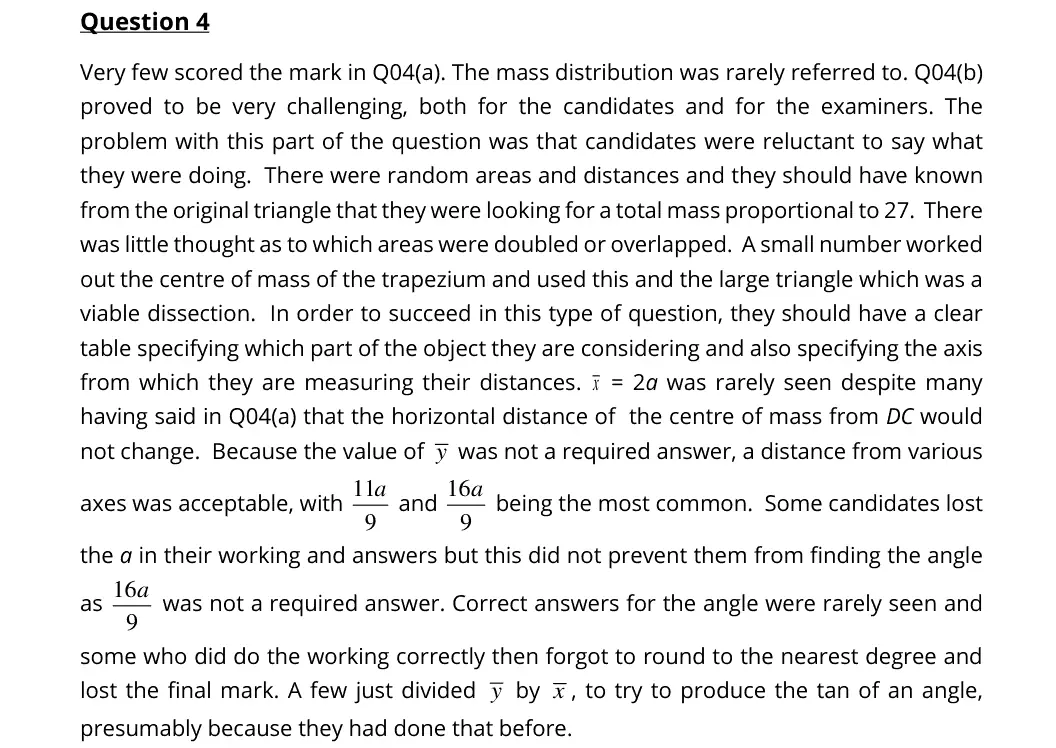 Question 4
Very few scored the mark in Q04(a). The mass distribution was rarely referred to. Q04(b)
proved to be very challenging, both for the candidates and for the examiners. The
problem with this part of the question was that candidates were reluctant to say what
they were doing. There were random areas and distances and they should have known
from the original triangle that they were looking for a total mass proportional to 27. There
was little thought as to which areas were doubled or overlapped. A small number worked
out the centre of mass of the trapezium and used this and the large triangle which was a
viable dissection. In order to succeed in this type of question, they should have a clear
table specifying which part of the object they are considering and also specifying the axis
from which they are measuring their distances. x̅ = 2a was rarely seen despite many
having said in Q04(a) that the horizontal distance of the centre of mass from DC would
not change. Because the value of y̅ was not a required answer, a distance from various
axes was acceptable, with 11a/9 and 16a/9 being the most common. Some candidates lost
the a in their working and answers but this did not prevent them from finding the angle
as 16a/9 was not a required answer. Correct answers for the angle were rarely seen and
some who did do the working correctly then forgot to round to the nearest degree and
lost the final mark. A few just divided y̅ by x̅, to try to produce the tan of an angle,
presumably because they had done that before.